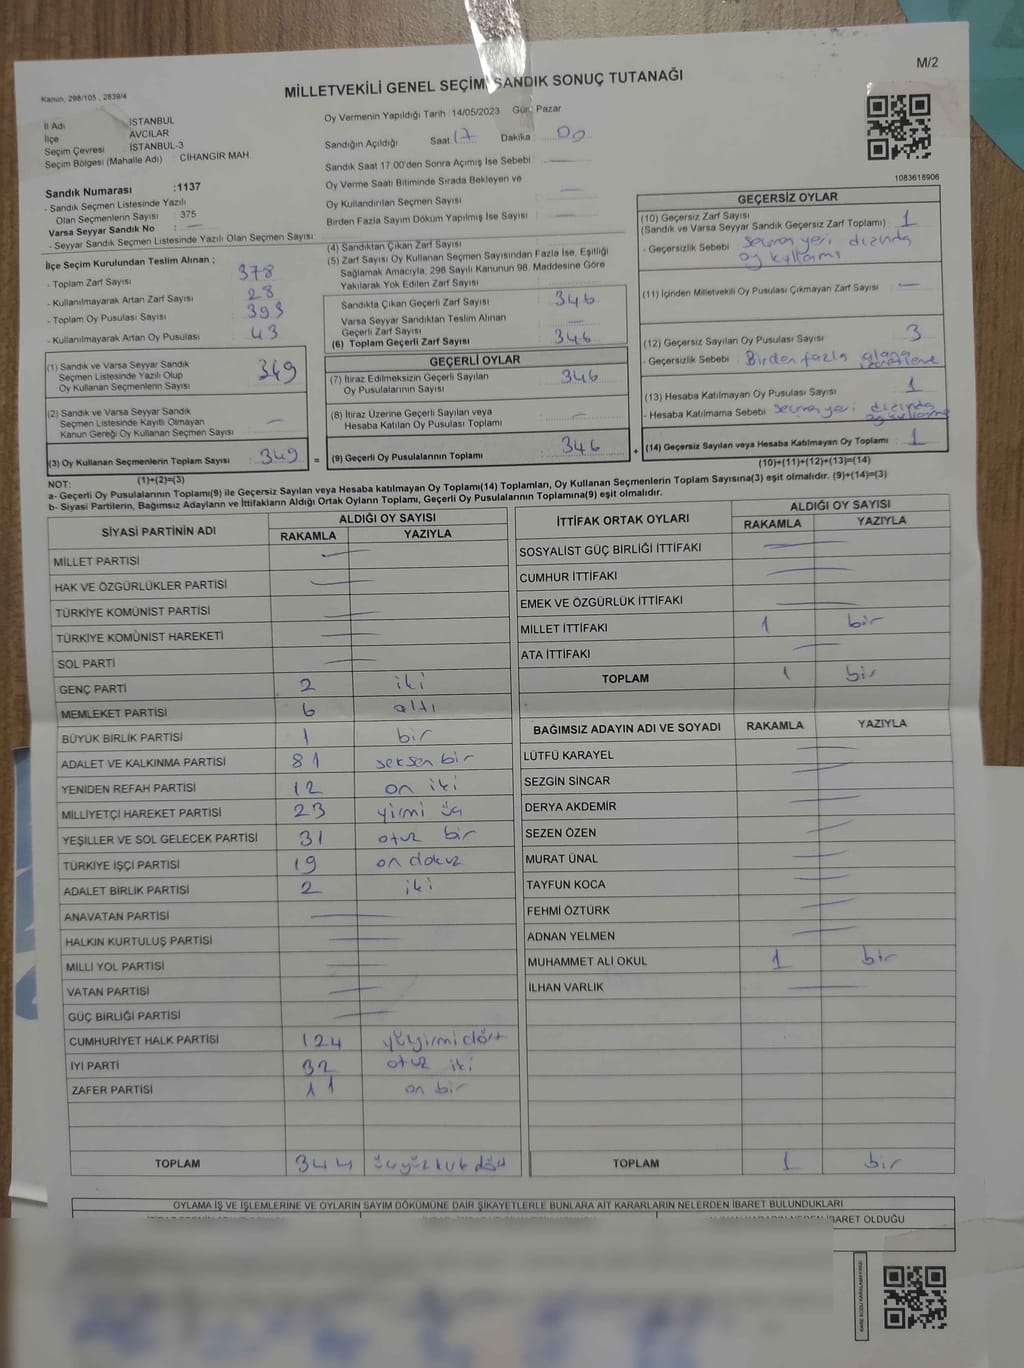 M/2
MİLLETVEKİLİ GENEL SEÇİMİ SANDIK SONUÇ TUTANAĞI
Kanun, 298/105 , 2839/4
İl Adı İSTANBUL
İlçe AVCILAR
Seçim Çevresi İSTANBUL-3
Seçim Bölgesi (Mahalle Adı) CİHANGİR MAH.
Oy Vermenin Yapıldığı Tarih 14/05/2023 Gün: Pazar
Sandığın Açıldığı Saat 17 Dakika 00
Sandık Saat 17:00'den Sonra Açımış İse Sebebi
Oy Verme Saati Bitiminde Sırada Bekleyen ve
Oy Kullandırılan Seçmen Sayısı
Birden Fazla Sayım Döküm Yapılmış İse Sayısı
1083618906
Sandık Numarası :1137
- Sandık Seçmen Listesinde Yazılı
Olan Seçmenlerin Sayısı : 375
Varsa Seyyar Sandık No : —
- Seyyar Sandık Seçmen Listesinde Yazılı Olan Seçmen Sayısı:
İlçe Seçim Kurulundan Teslim Alınan ;
- Toplam Zarf Sayısı 378
- Kullanılmayarak Artan Zarf Sayısı 28
- Toplam Oy Pusulası Sayısı 393
- Kullanılmayarak Artan Oy Pusulası 43
(1) Sandık ve Varsa Seyyar Sandık
Seçmen Listesinde Yazılı Olup
Oy Kullanan Seçmenlerin Sayısı 349
(2) Sandık ve Varsa Seyyar Sandık
Seçmen Listesinde Kayıtlı Olmayan
Kanun Gereği Oy Kullanan Seçmen Sayısı —
(3) Oy Kullanan Seçmenlerin Toplam Sayısı 349
(1)+(2)=(3)
(4) Sandıktan Çıkan Zarf Sayısı
(5) Zarf Sayısı Oy Kullanan Seçmen Sayısından Fazla İse, Eşitliği
Sağlamak Amacıyla, 298 Sayılı Kanunun 98. Maddesine Göre
Yakılarak Yok Edilen Zarf Sayısı
Sandıkta Çıkan Geçerli Zarf Sayısı 346
Varsa Seyyar Sandıktan Teslim Alınan
Geçerli Zarf Sayısı —
(6) Toplam Geçerli Zarf Sayısı 346
GEÇERLİ OYLAR
(7) İtiraz Edilmeksizin Geçerli Sayılan
Oy Pusulalarının Sayısı 346
(8) İtiraz Üzerine Geçerli Sayılan veya
Hesaba Katılan Oy Pusulası Toplamı —
= (9) Geçerli Oy Pusulalarının Toplamı 346
GEÇERSİZ OYLAR
(10) Geçersiz Zarf Sayısı
(Sandık ve Varsa Seyyar Sandık Geçersiz Zarf Toplamı) 1
- Geçersizlik Sebebi seçmen yeri dızında
oy kullamı
(11) İçinden Milletvekili Oy Pusulası Çıkmayan Zarf Sayısı —
(12) Geçersiz Sayılan Oy Pusulası Sayısı 3
- Geçersizlik Sebebi Birden fazla alana
(13) Hesaba Katılmayan Oy Pusulası Sayısı 1
- Hesaba Katılmama Sebebi seçmen yeri dızında
oy kullanma
+ (14) Geçersiz Sayılan veya Hesaba Katılmayan Oy Toplamı 1
(10)+(11)+(12)+(13)=(14)
NOT:
a- Geçerli Oy Pusulalarının Toplamı(9) ile Geçersiz Sayılan veya Hesaba katılmayan Oy Toplamı(14) Toplamları, Oy Kullanan Seçmenlerin Toplam Sayısına(3) eşit olmalıdır. (9)+(14)=(3)
b- Siyasi Partilerin, Bağımsız Adayların ve İttifakların Aldığı Ortak Oyların Toplamı, Geçerli Oy Pusulalarının Toplamına(9) eşit olmalıdır.
SİYASİ PARTİNİN ADI ALDIĞI OY SAYISI
RAKAMLA YAZIYLA
MİLLET PARTİSİ —
HAK VE ÖZGÜRLÜKLER PARTİSİ —
TÜRKİYE KOMÜNİST PARTİSİ —
TÜRKİYE KOMÜNİST HAREKETİ —
SOL PARTİ —
GENÇ PARTİ 2 iki
MEMLEKET PARTİSİ 6 altı
BÜYÜK BİRLİK PARTİSİ 1 bir
ADALET VE KALKINMA PARTİSİ 81 seksen bir
YENİDEN REFAH PARTİSİ 12 on iki
MİLLİYETÇİ HAREKET PARTİSİ 23 yirmi üç
YEŞİLLER VE SOL GELECEK PARTİSİ 31 otuz bir
TÜRKİYE İŞÇİ PARTİSİ 19 on dokuz
ADALET BİRLİK PARTİSİ 2 iki
ANAVATAN PARTİSİ —
HALKIN KURTULUŞ PARTİSİ —
MİLLİ YOL PARTİSİ —
VATAN PARTİSİ —
GÜÇ BİRLİĞİ PARTİSİ —
CUMHURİYET HALK PARTİSİ 124 yüzyirmidört
İYİ PARTİ 32 otuz iki
ZAFER PARTİSİ 11 on bir
TOPLAM 344 üçyüzkırk dört
İTTİFAK ORTAK OYLARI ALDIĞI OY SAYISI
RAKAMLA YAZIYLA
SOSYALİST GÜÇ BİRLİĞİ İTTİFAKI —
CUMHUR İTTİFAKI —
EMEK VE ÖZGÜRLÜK İTTİFAKI —
MİLLET İTTİFAKI 1 bir
ATA İTTİFAKI —
TOPLAM 1 bir
BAĞIMSIZ ADAYIN ADI VE SOYADI RAKAMLA YAZIYLA
LÜTFÜ KARAYEL —
SEZGİN SİNCAR —
DERYA AKDEMİR —
SEZEN ÖZEN —
MURAT ÜNAL —
TAYFUN KOCA —
FEHMİ ÖZTÜRK —
ADNAN YELMEN —
MUHAMMET ALİ OKUL 1 bir
İLHAN VARLIK —
TOPLAM 1 bir
OYLAMA İŞ VE İŞLEMLERİNE VE OYLARIN SAYIM DÖKÜMÜNE DAİR ŞİKAYETLERLE BUNLARA AİT KARARLARIN NELERDEN İBARET BULUNDUKLARI
İBARET OLDUĞU
KARE KODU KARALAMAYINIZ!